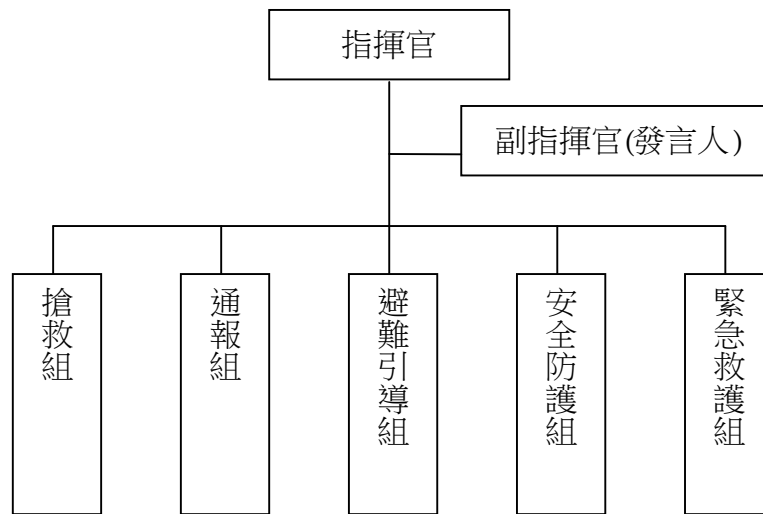 指揮官
副指揮官(發言人)
搶救組
通報組
避難引導組
安全防護組
緊急救護組